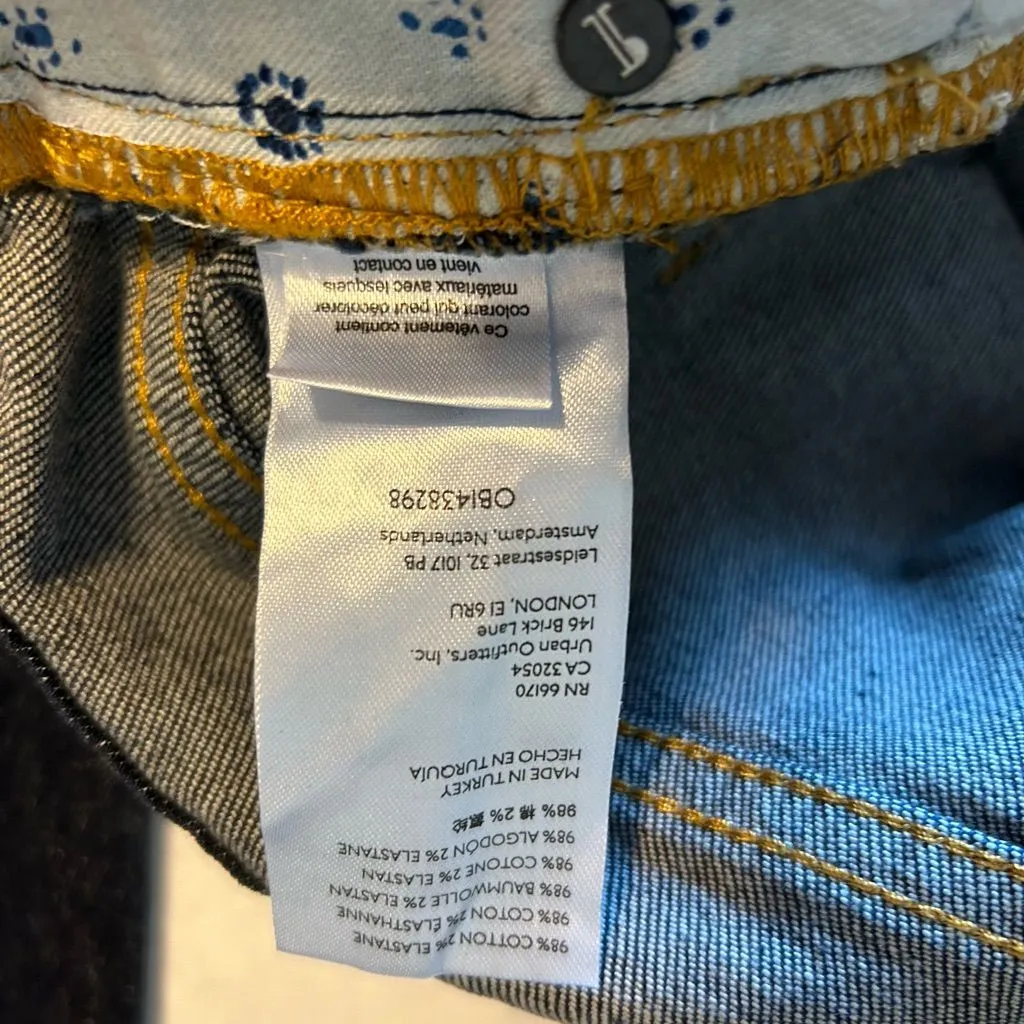 98% COTTON 2% ELASTANE
98% COTON 2% ÉLASTHANNE
98% BAUMWOLLE 2% ELASTAN
98% COTONE 2% ELASTAN
98% ALGODÓN 2% ELASTANE
98% 棉 2% 氨纶
MADE IN TURKEY
HECHO EN TURQUÍA
RN 66170
CA 32054
Urban Outfitters, Inc.
146 Brick Lane
LONDON, E1 6RU
Leidsestraat 32, 1017 PB
Amsterdam, Netherlands
OB1438298
Ce vêtement contient
colorant qui peut décolorer
matériaux avec lesquels
vient en contact